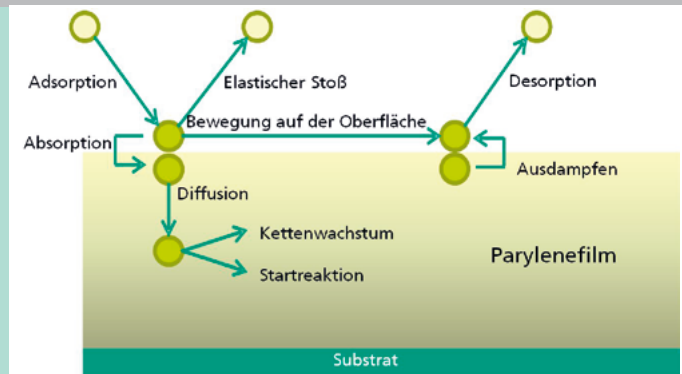 Adsorption
Elastischer Stoß
Desorption
Bewegung auf der Oberfläche
Absorption
Ausdampfen
Diffusion
Kettenwachstum
Parylenefilm
Startreaktion
Substrat